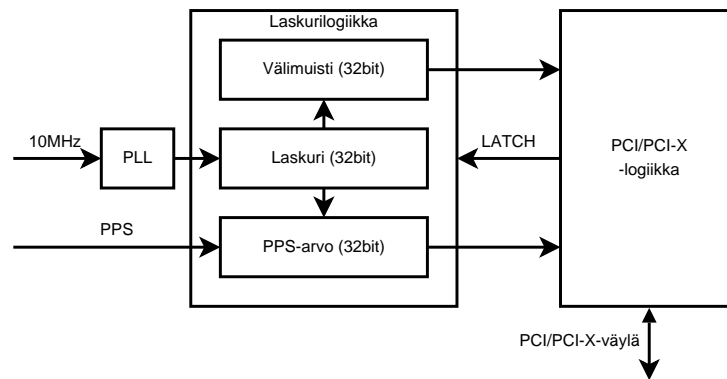 Laskurilogiikka
Välimuisti (32bit)
10MHz
PLL
Laskuri (32bit)
LATCH
PCI/PCI-X
-logiikka
PPS
PPS-arvo (32bit)
PCI/PCI-X-väylä